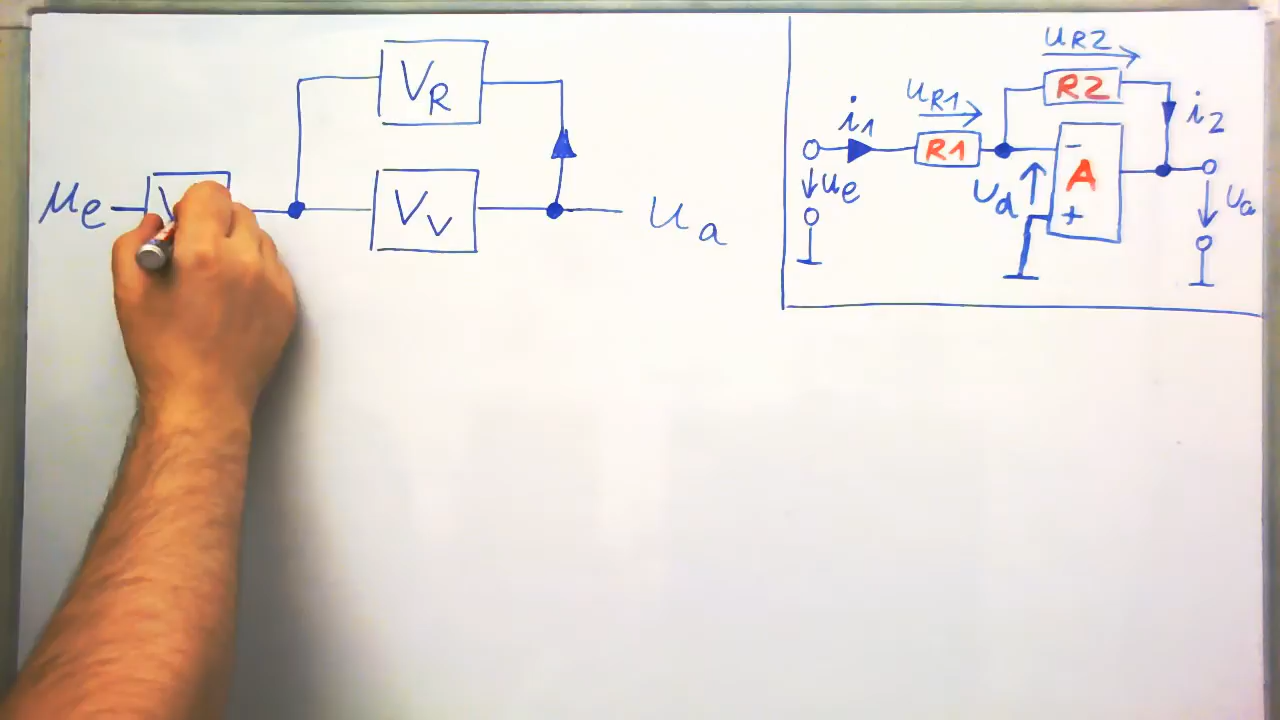 V_R
u_e
V
V_V
u_a
u_R2
u_R1
R2
i_1
i_2
R1
-
u_e
u_d
A
u_a
+